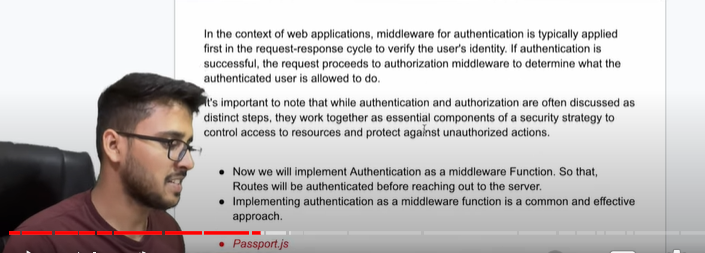 In the context of web applications, middleware for authentication is typically applied
first in the request-response cycle to verify the user's identity. If authentication is
successful, the request proceeds to authorization middleware to determine what the
authenticated user is allowed to do.
It's important to note that while authentication and authorization are often discussed as
distinct steps, they work together as essential components of a security strategy to
control access to resources and protect against unauthorized actions.
● Now we will implement Authentication as a middleware Function. So that,
Routes will be authenticated before reaching out to the server.
● Implementing authentication as a middleware function is a common and effective
approach.
● Passport.js